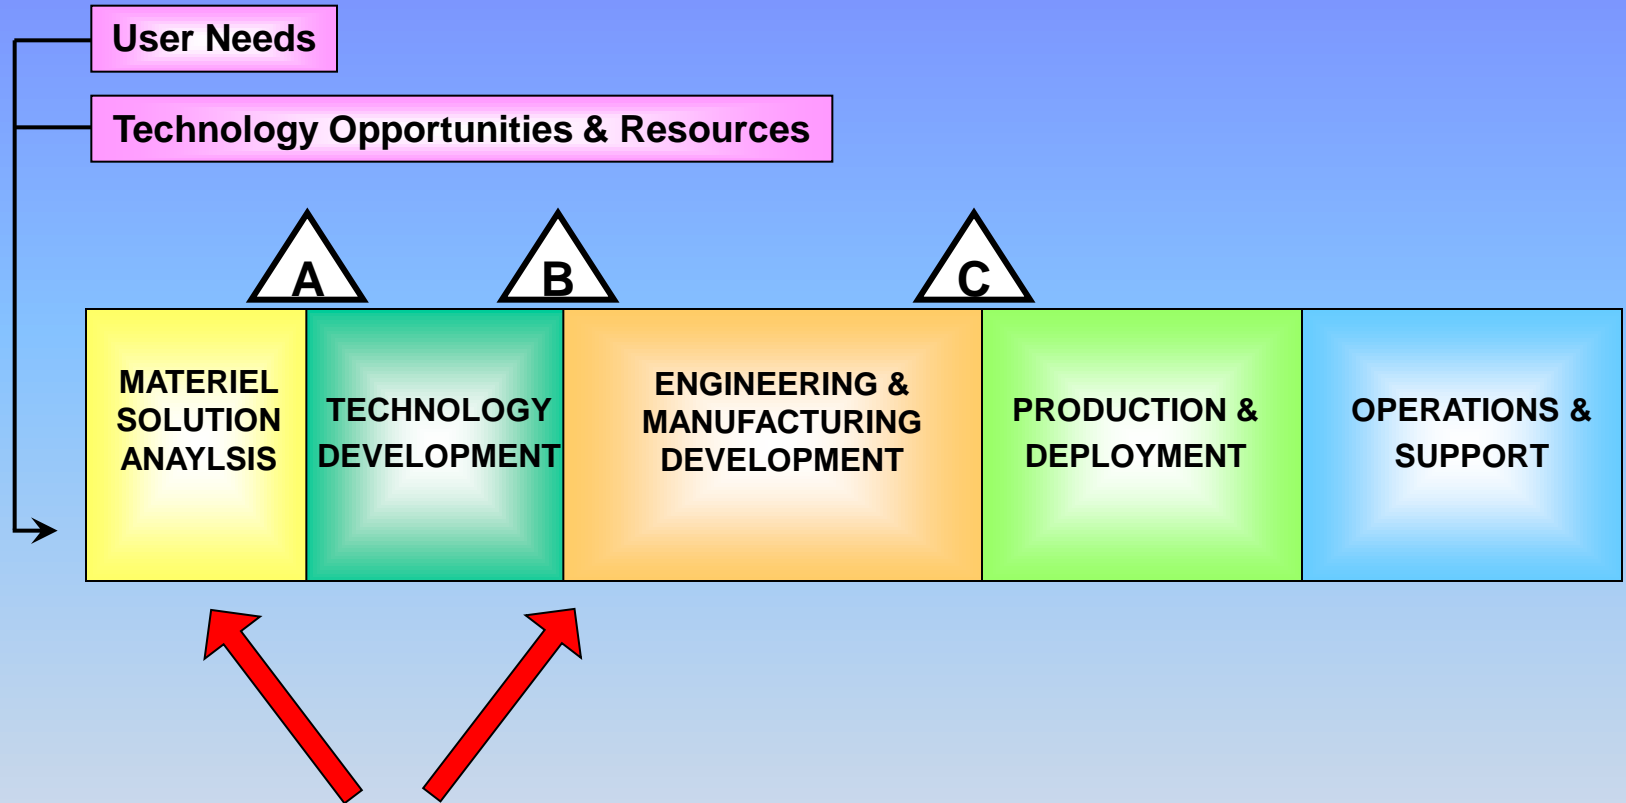 User Needs
Technology Opportunities & Resources
A
B
C
MATERIEL
SOLUTION
ANAYLSIS
TECHNOLOGY
DEVELOPMENT
ENGINEERING &
MANUFACTURING
DEVELOPMENT
PRODUCTION &
DEPLOYMENT
OPERATIONS &
SUPPORT